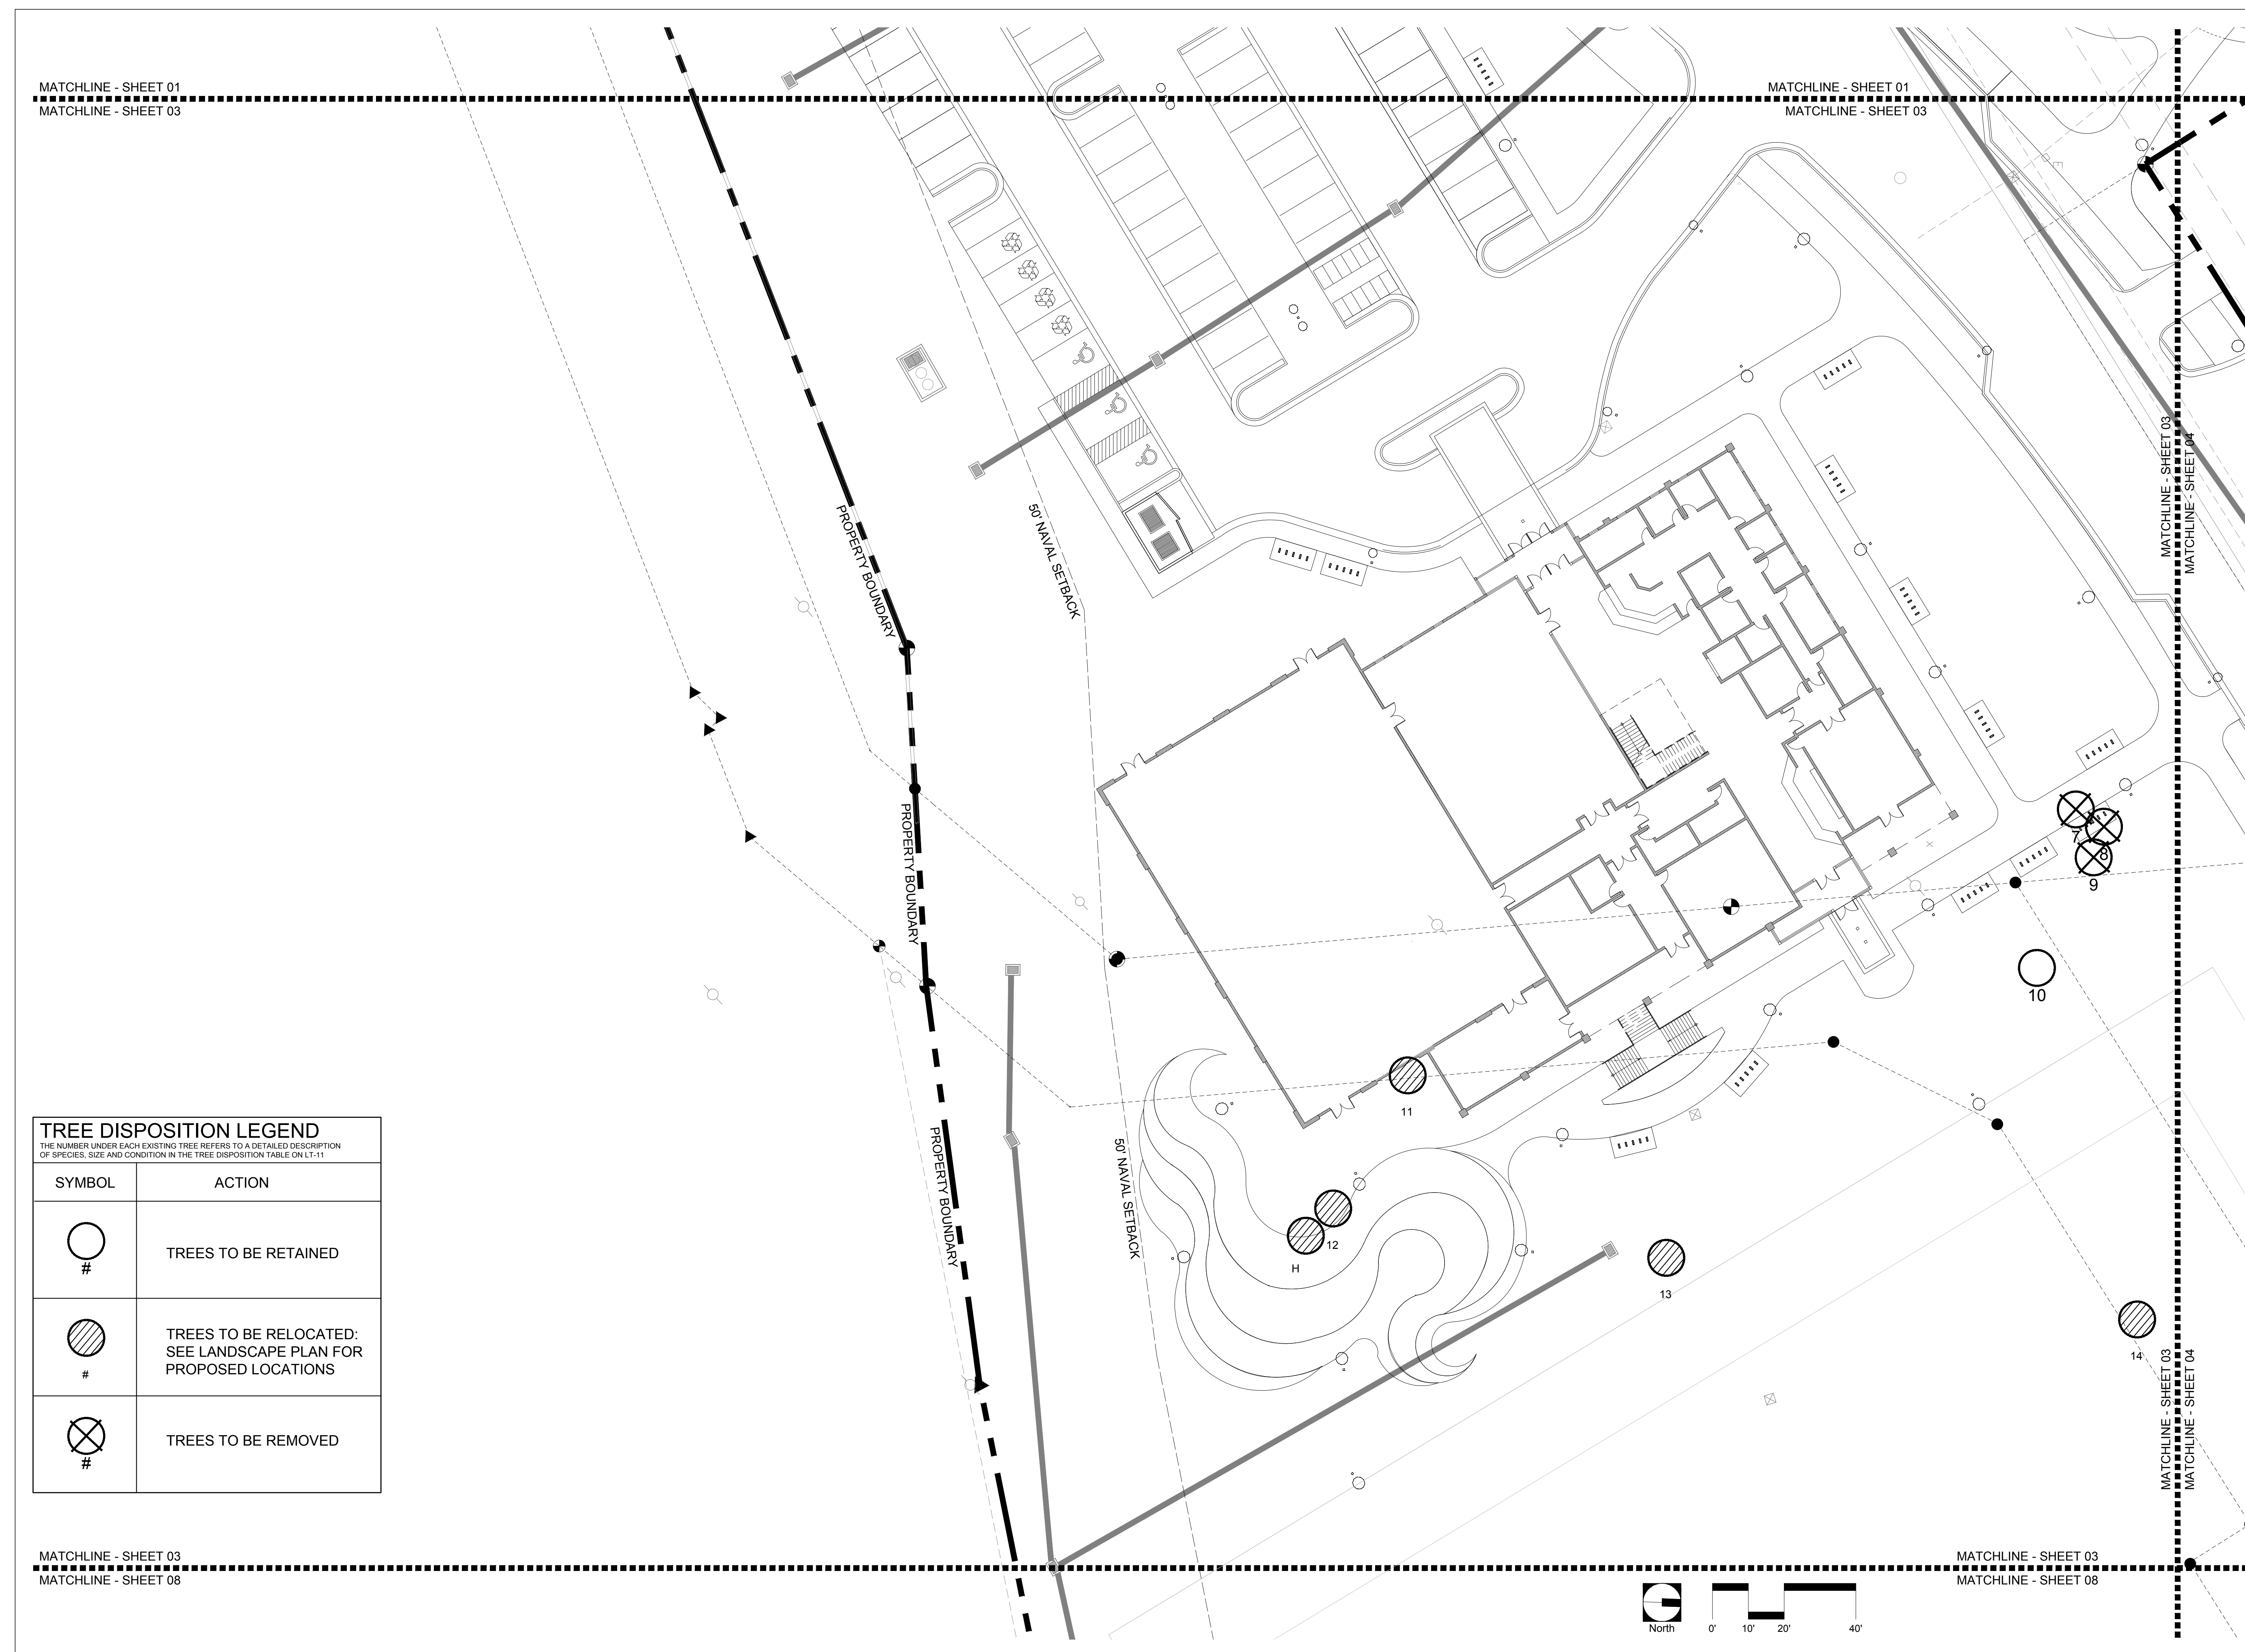 MATCHLINE - SHEET 01
MATCHLINE - SHEET 03
MATCHLINE - SHEET 01
MATCHLINE - SHEET 03
MATCHLINE - SHEET 03
MATCHLINE - SHEET 04
PROPERTY BOUNDARY
50' NAVAL SETBACK
PROPERTY BOUNDARY
7
8
9
10
11
PROPERTY BOUNDARY
50' NAVAL SETBACK
12
H
13
14
TREE DISPOSITION LEGEND
THE NUMBER UNDER EACH EXISTING TREE REFERS TO A DETAILED DESCRIPTION
OF SPECIES, SIZE AND CONDITION IN THE TREE DISPOSITION TABLE ON LT-11
SYMBOL ACTION
# TREES TO BE RETAINED
TREES TO BE RELOCATED:
SEE LANDSCAPE PLAN FOR
PROPOSED LOCATIONS
#
TREES TO BE REMOVED
#
MATCHLINE - SHEET 03
MATCHLINE - SHEET 04
MATCHLINE - SHEET 03
MATCHLINE - SHEET 08
MATCHLINE - SHEET 03
MATCHLINE - SHEET 08
North
0' 10' 20' 40'